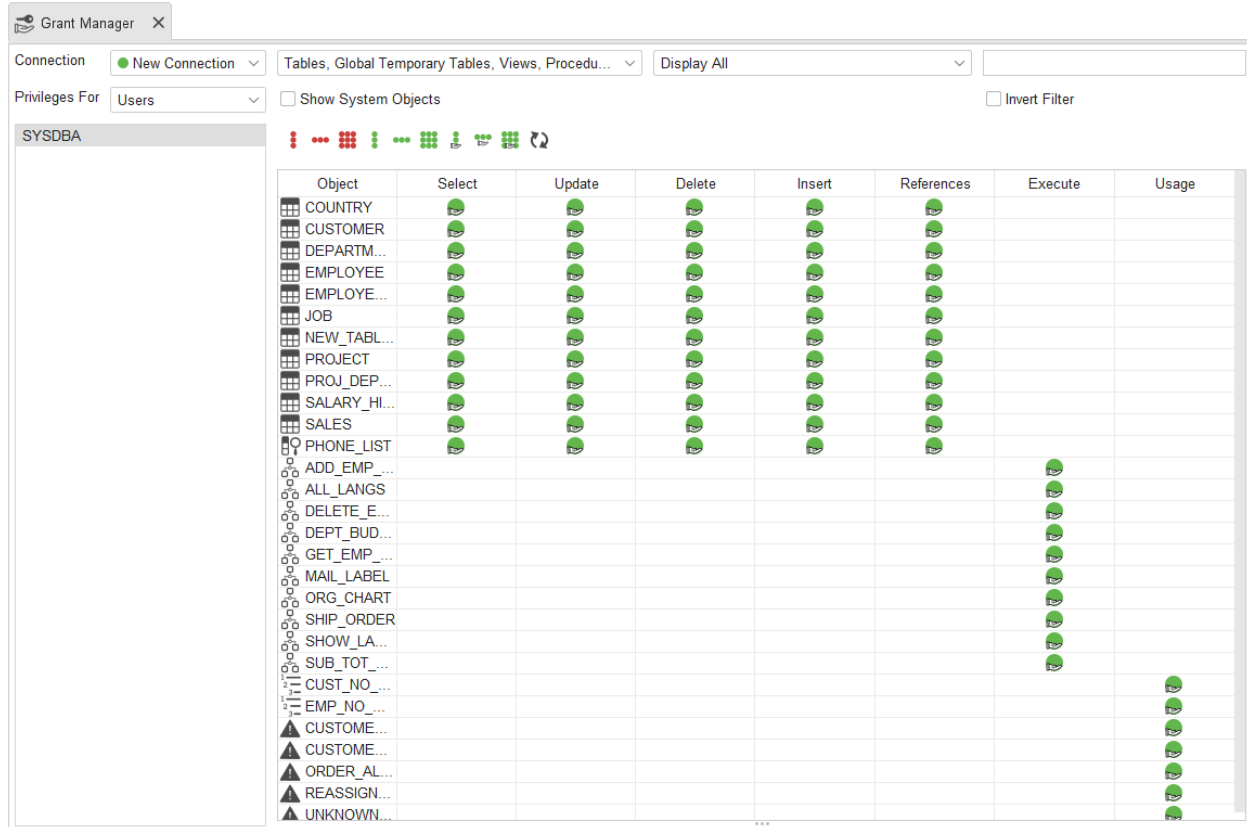 Grant Manager
Connection New Connection Tables, Global Temporary Tables, Views, Procedu... Display All
Privileges For Users Show System Objects Invert Filter
SYSDBA
Object Select Update Delete Insert References Execute Usage
COUNTRY
CUSTOMER
DEPARTM...
EMPLOYEE
EMPLOYE...
JOB
NEW_TABL...
PROJECT
PROJ_DEP...
SALARY_HI...
SALES
PHONE_LIST
ADD_EMP_...
ALL_LANGS
DELETE_E...
DEPT_BUD...
GET_EMP_...
MAIL_LABEL
ORG_CHART
SHIP_ORDER
SHOW_LA...
SUB_TOT_...
CUST_NO_...
EMP_NO_...
CUSTOME...
CUSTOME...
ORDER_AL...
REASSIGN...
UNKNOWN...